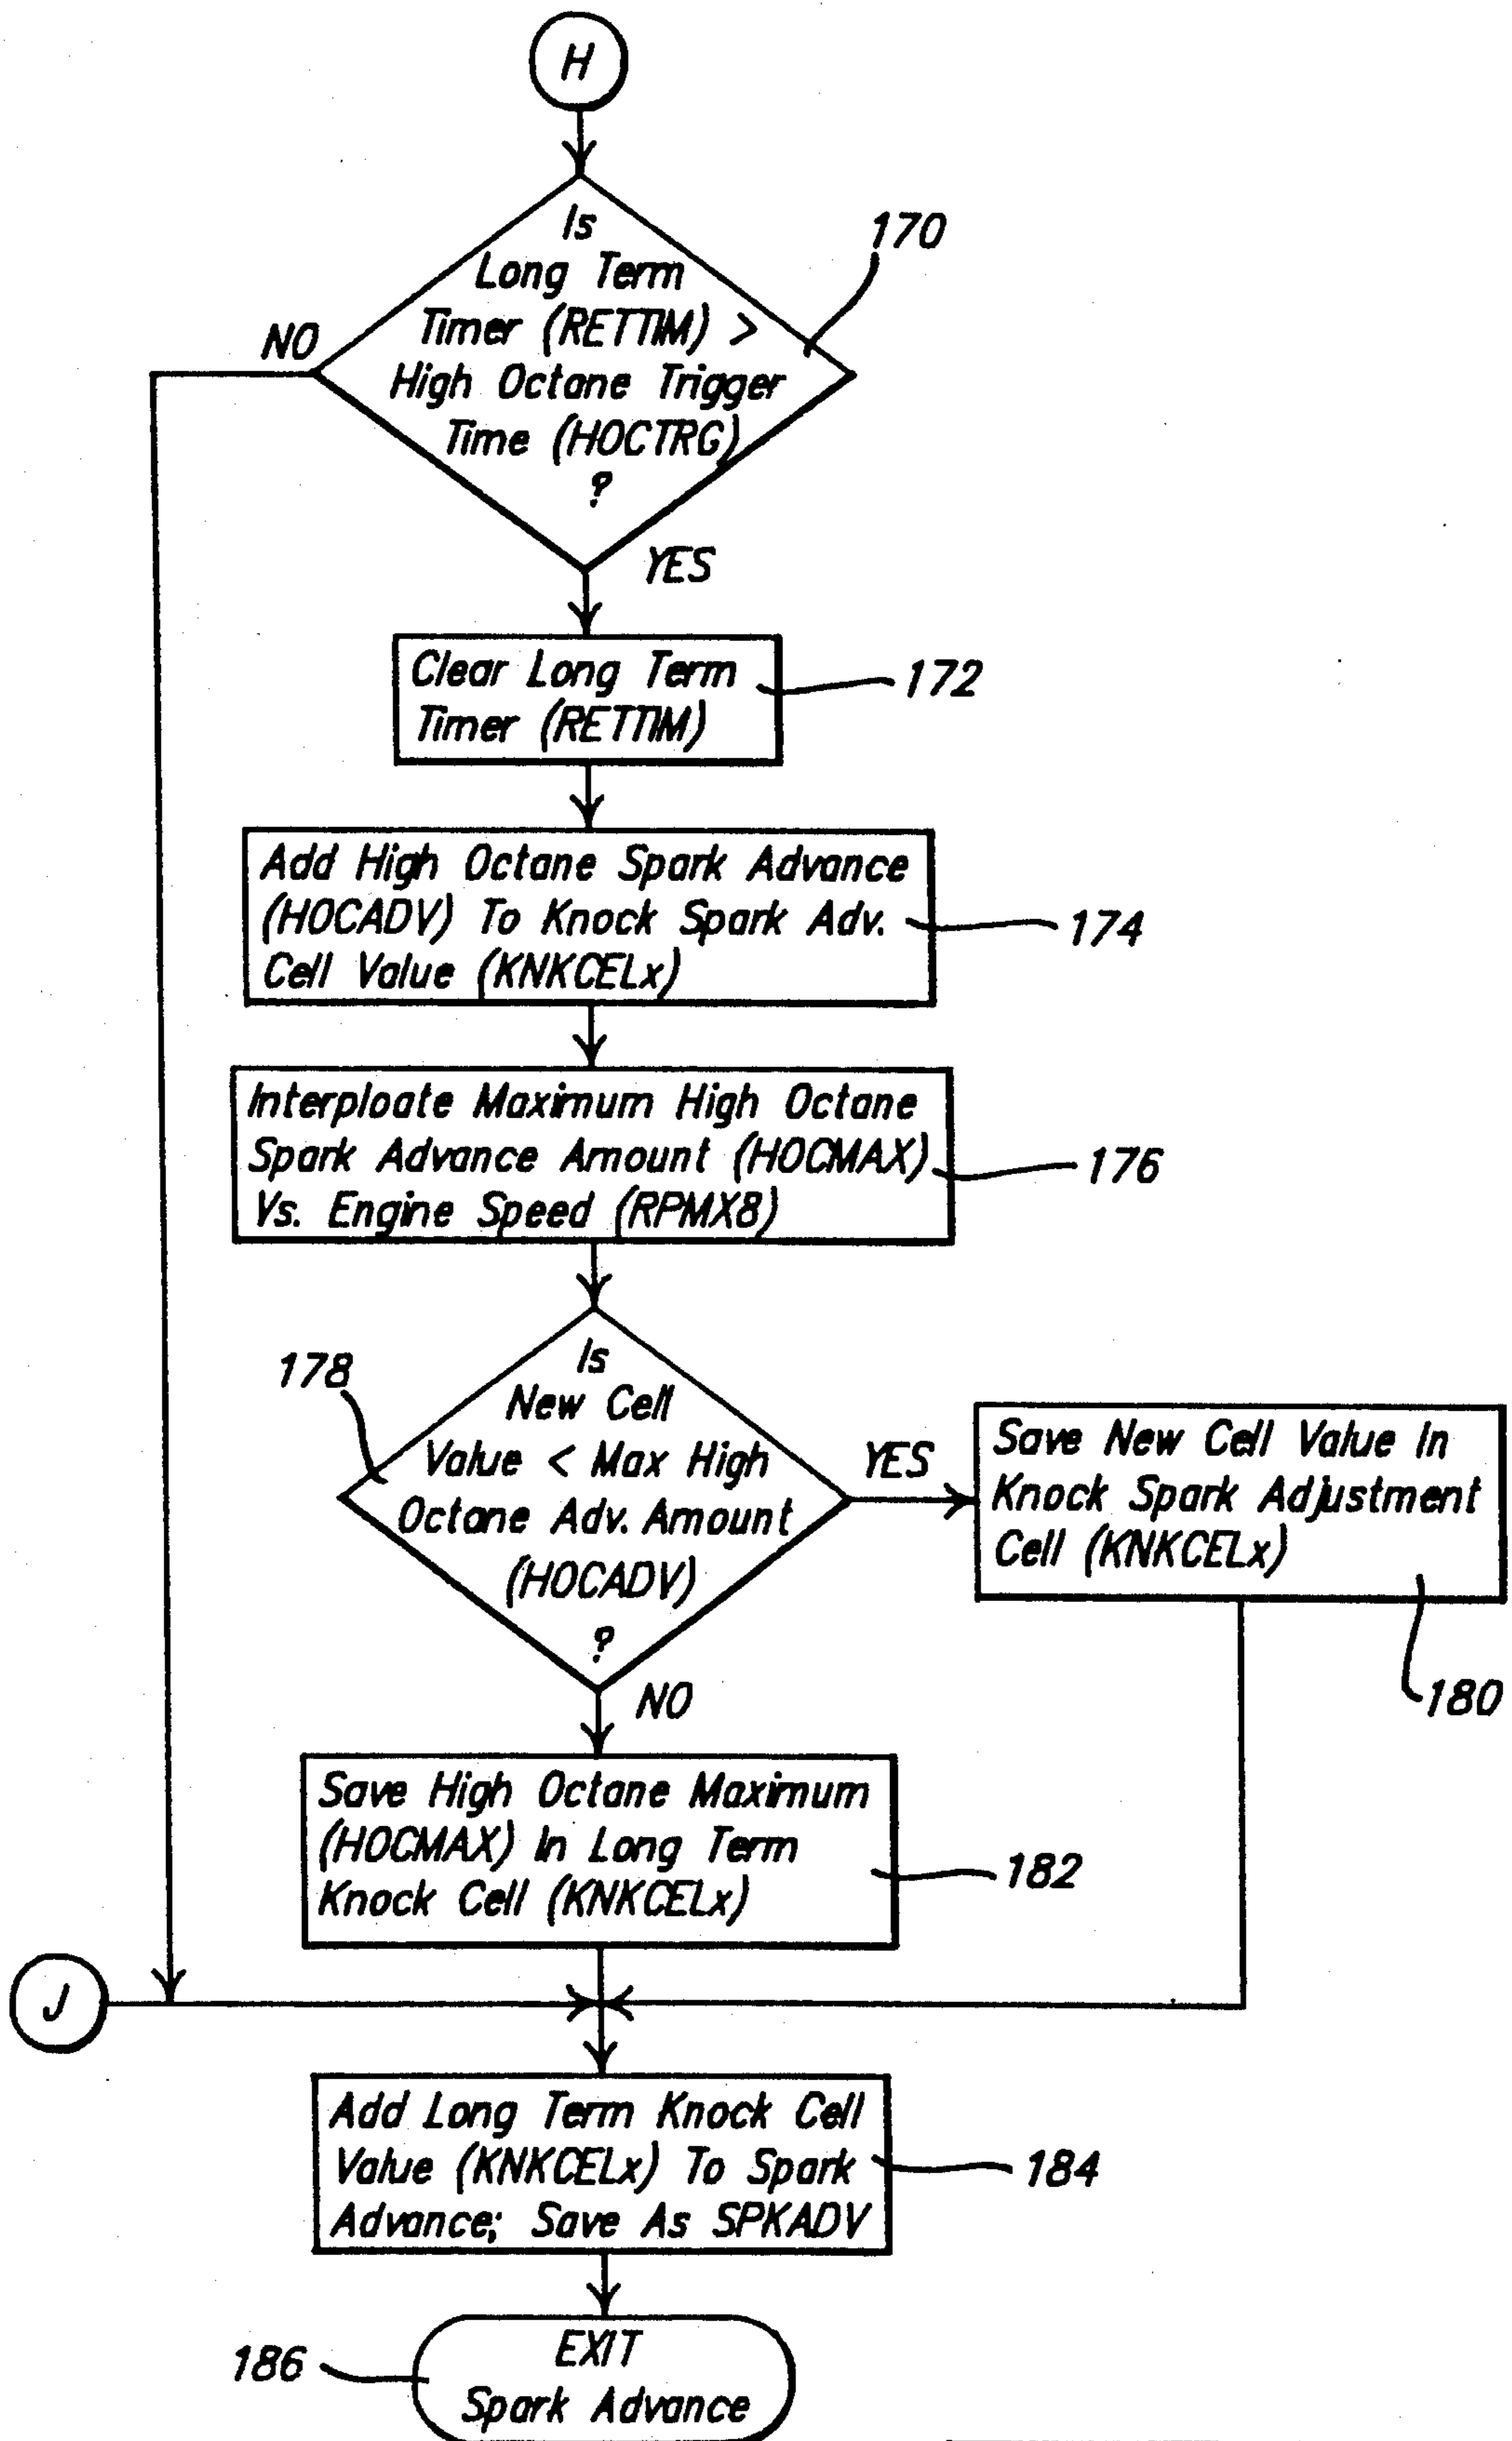 H
Is
Long Term
Timer (RETTIM) >
High Octane Trigger
Time (HOCTRG)
?
170
NO
YES
Clear Long Term
Timer (RETTIM)
172
Add High Octane Spark Advance
(HOCADV) To Knock Spark Adv.
Cell Value (KNKCELx)
174
Interploate Maximum High Octane
Spark Advance Amount (HOCMAX)
Vs. Engine Speed (RPMX8)
176
178
Is
New Cell
Value < Max High
Octane Adv. Amount
(HOCADV)
?
YES
Save New Cell Value In
Knock Spark Adjustment
Cell (KNKCELx)
180
NO
Save High Octane Maximum
(HOCMAX) In Long Term
Knock Cell (KNKCELx)
182
J
Add Long Term Knock Cell
Value (KNKCELx) To Spark
Advance; Save As SPKADV
184
186
EXIT
Spark Advance